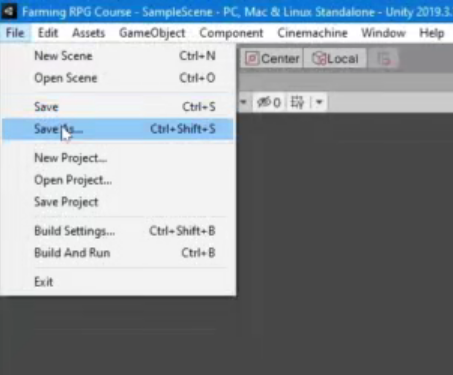 Farming RPG Course - SampleScene - PC, Mac & Linux Standalone - Unity 2019.3.
File Edit Assets GameObject Component Cinemachine Window Help
New Scene Ctrl+N
Center Local
Open Scene Ctrl+O
Save Ctrl+S
0
Save As... Ctrl+Shift+S
New Project...
Open Project...
Save Project
Build Settings... Ctrl+Shift+B
Build And Run Ctrl+B
Exit